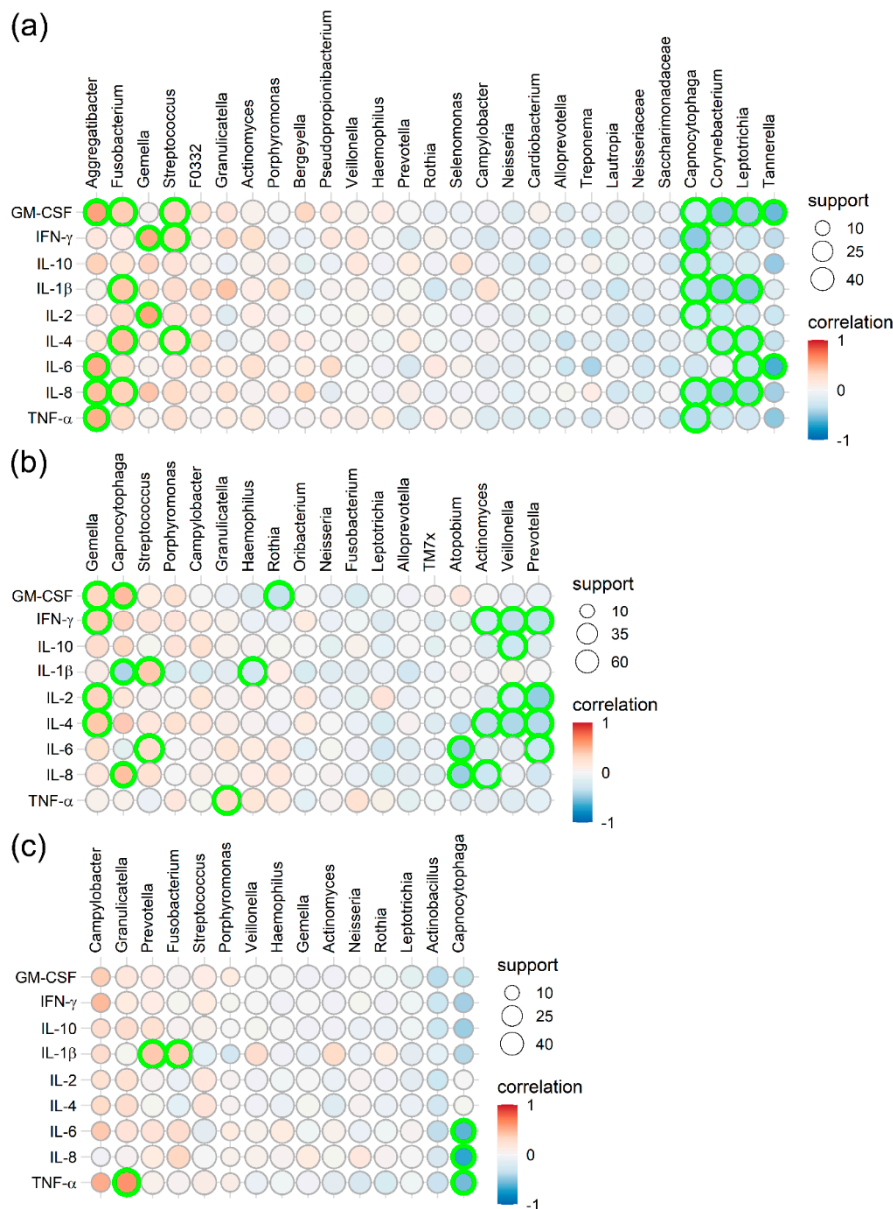 (a)
Aggregatibacter
Fusobacterium
Gemella
Streptococcus
F0332
Granulicatella
Actinomyces
Porphyromonas
Bergeyella
Pseudopropionibacterium
Veillonella
Haemophilus
Prevotella
Rothia
Selenomonas
Campylobacter
Neisseria
Cardiobacterium
Alloprevotella
Treponema
Lautropia
Neisseriaceae
Saccharimonadaceae
Capnocytophaga
Corynebacterium
Leptotrichia
Tannerella
GM-CSF
IFN-γ
IL-10
IL-1β
IL-2
IL-4
IL-6
IL-8
TNF-α
support
10
25
40
correlation
1
0
-1
(b)
Gemella
Capnocytophaga
Streptococcus
Porphyromonas
Campylobacter
Granulicatella
Haemophilus
Rothia
Oribacterium
Neisseria
Fusobacterium
Leptotrichia
Alloprevotella
TM7x
Atopobium
Actinomyces
Veillonella
Prevotella
GM-CSF
IFN-γ
IL-10
IL-1β
IL-2
IL-4
IL-6
IL-8
TNF-α
support
10
35
60
correlation
1
0
-1
(c)
Campylobacter
Granulicatella
Prevotella
Fusobacterium
Streptococcus
Porphyromonas
Veillonella
Haemophilus
Gemella
Actinomyces
Neisseria
Rothia
Leptotrichia
Actinobacillus
Capnocytophaga
GM-CSF
IFN-γ
IL-10
IL-1β
IL-2
IL-4
IL-6
IL-8
TNF-α
support
10
25
40
correlation
1
0
-1